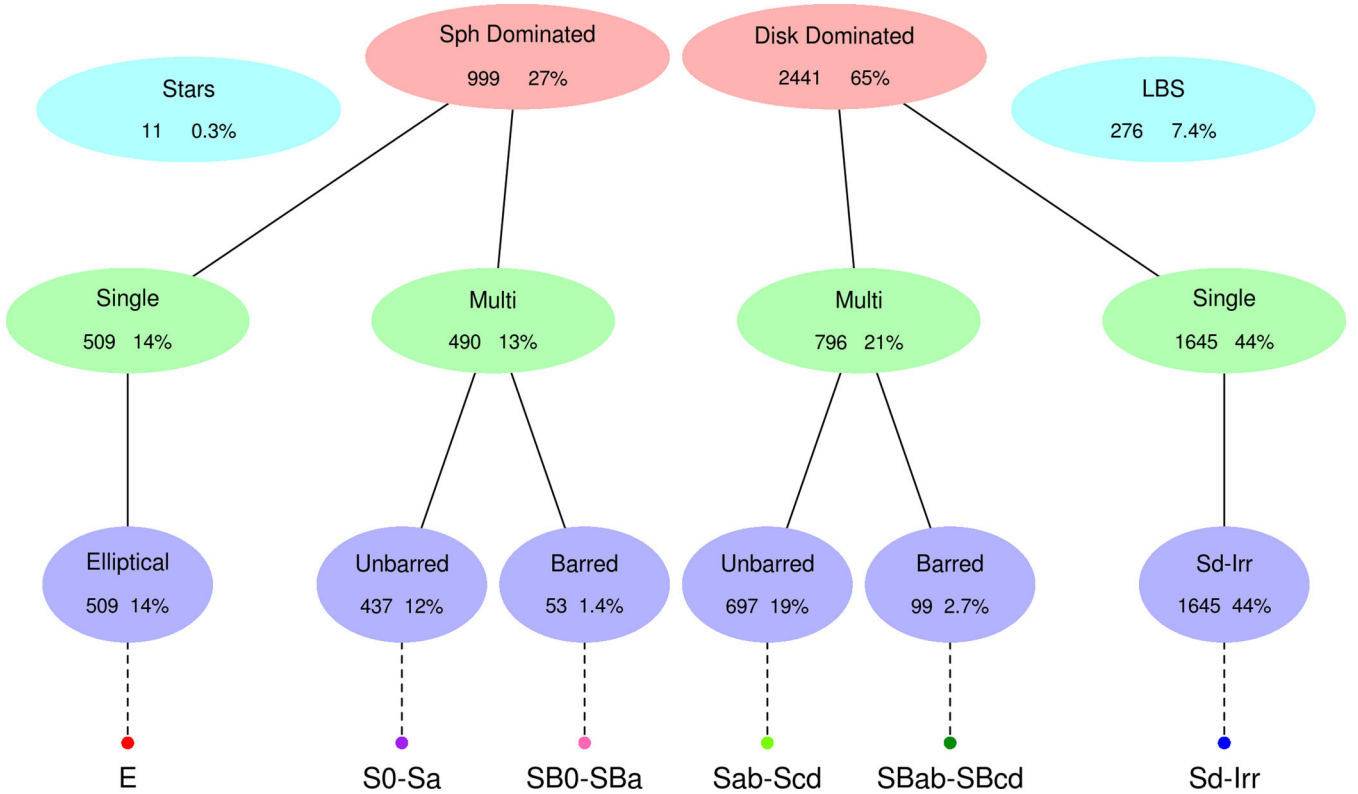 Sph Dominated
999 27%
Disk Dominated
2441 65%
Stars
11 0.3%
LBS
276 7.4%
Single
509 14%
Multi
490 13%
Multi
796 21%
Single
1645 44%
Elliptical
509 14%
Unbarred
437 12%
Barred
53 1.4%
Unbarred
697 19%
Barred
99 2.7%
Sd-Irr
1645 44%
E
S0-Sa
SB0-SBa
Sab-Scd
SBab-SBcd
Sd-Irr